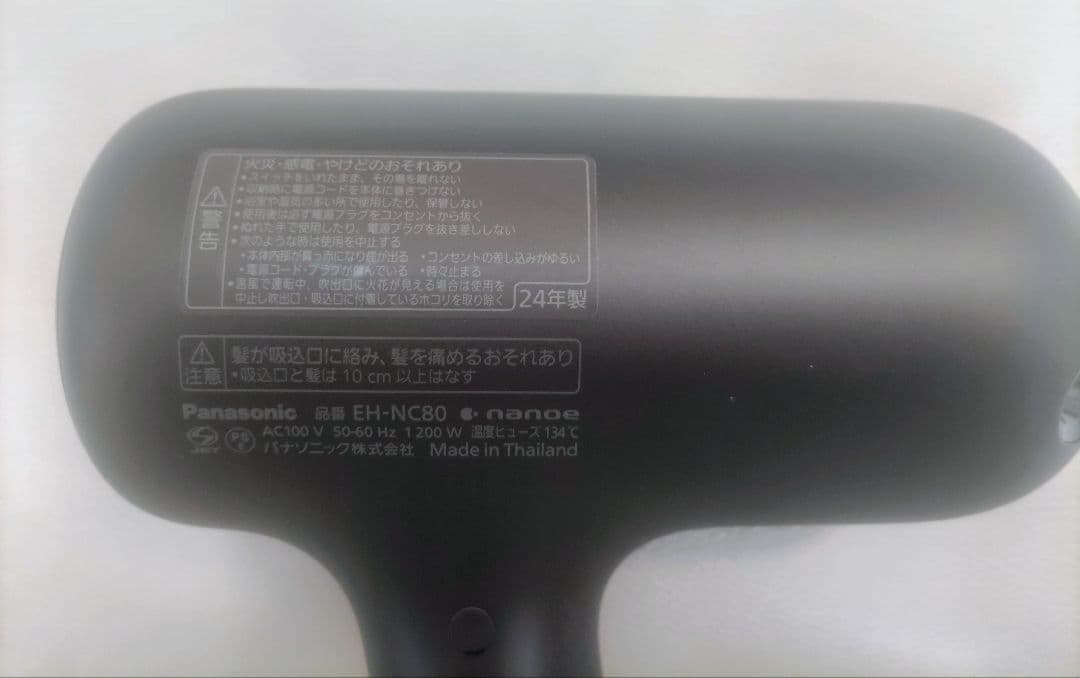 火災・感電・やけどのおそれあり
•スイッチをいれたまま、その場を離れない
•収納時に電源コードを本体に巻きつけない
•浴室や湿気の多い所で使用したり、保管しない
•使用後は必ず電源プラグをコンセントから抜く
•ぬれた手で使用したり、電源プラグを抜き差ししない
•次のような時は使用を中止する
•本体内部が真っ赤になり煙が出る •コンセントの差し込みがゆるい
•電源コード・プラグが傷んでいる •時々止まる
•温風で運転中、吹出口に火花が見える場合は使用を
中止し吹出口・吸込口に付着しているホコリを取り除く
警告
24年製
注意
髪が吸込口に絡み、髪を痛めるおそれあり
•吸込口と髪は 10 cm 以上はなす
Panasonic 品番 EH-NC80 nanoe
JET PS E AC100 V 50-60 Hz 1 200 W 温度ヒューズ 134℃
パナソニック株式会社 Made in Thailand